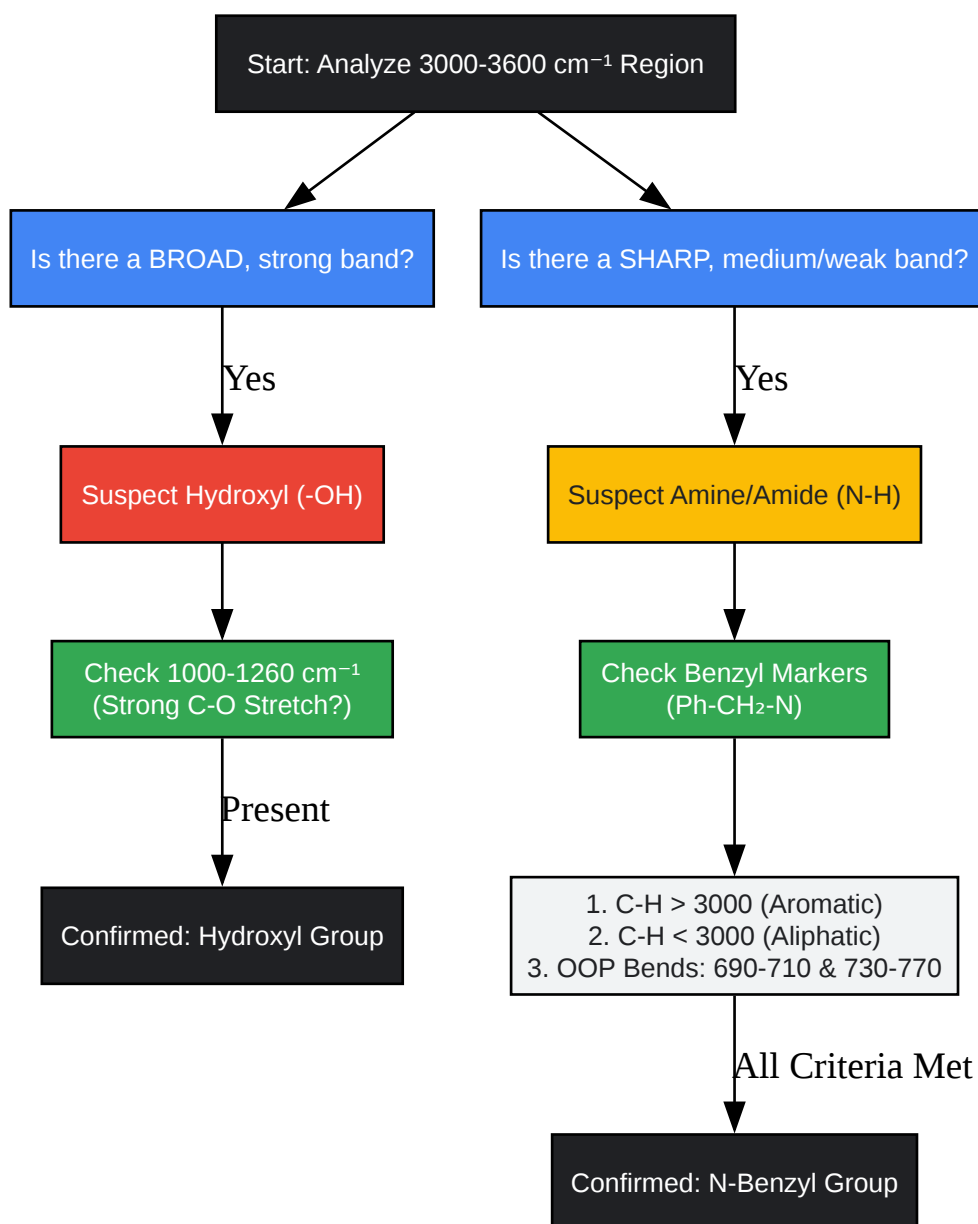 Start: Analyze 3000-3600 cm⁻¹ Region
Is there a BROAD, strong band?
Is there a SHARP, medium/weak band?
Yes
Yes
Suspect Hydroxyl (-OH)
Suspect Amine/Amide (N-H)
Check 1000-1260 cm⁻¹
(Strong C-O Stretch?)
Check Benzyl Markers
(Ph-CH₂-N)
Present
1. C-H > 3000 (Aromatic)
2. C-H < 3000 (Aliphatic)
3. OOP Bends: 690-710 & 730-770
Confirmed: Hydroxyl Group
All Criteria Met
Confirmed: N-Benzyl Group